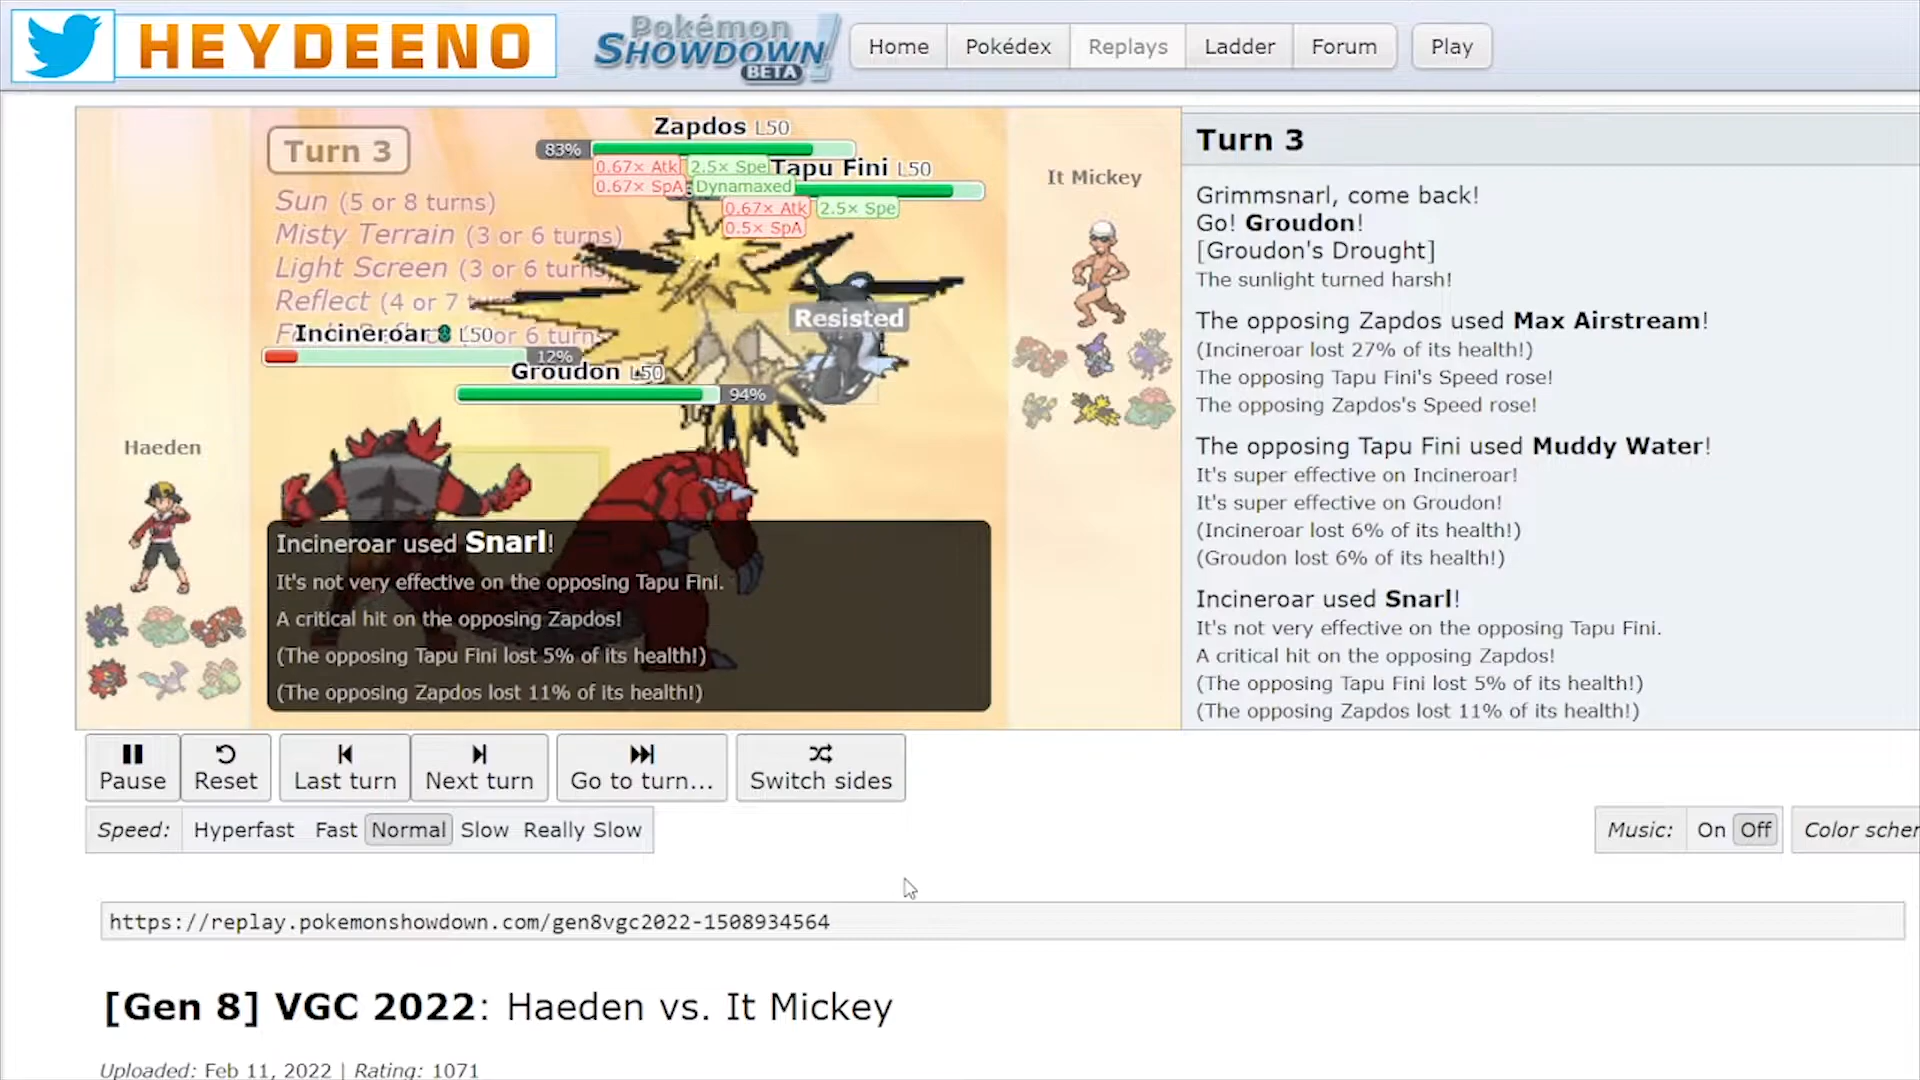 HEYDEENO
Pokémon
SHOWDOWN!
BETA
Home
Pokédex
Replays
Ladder
Forum
Play
Turn 3
Sun (5 or 8 turns)
Misty Terrain (3 or 6 turns)
Light Screen (3 or 6 turns)
Reflect (4 or 7 turns)
or 6 turns)
Zapdos L50
83%
0.67× Atk 2.5× Spe
0.67× SpA Dynamaxed
Tapu Fini L50
0.67× Atk 2.5× Spe
0.5× SpA
Resisted
Incineroar L50
12%
Groudon L50
94%
Haeden
It Mickey
Incineroar used Snarl!
It's not very effective on the opposing Tapu Fini.
A critical hit on the opposing Zapdos!
(The opposing Tapu Fini lost 5% of its health!)
(The opposing Zapdos lost 11% of its health!)
Turn 3
Grimmsnarl, come back!
Go! Groudon!
[Groudon's Drought]
The sunlight turned harsh!
The opposing Zapdos used Max Airstream!
(Incineroar lost 27% of its health!)
The opposing Tapu Fini's Speed rose!
The opposing Zapdos's Speed rose!
The opposing Tapu Fini used Muddy Water!
It's super effective on Incineroar!
It's super effective on Groudon!
(Incineroar lost 6% of its health!)
(Groudon lost 6% of its health!)
Incineroar used Snarl!
It's not very effective on the opposing Tapu Fini.
A critical hit on the opposing Zapdos!
(The opposing Tapu Fini lost 5% of its health!)
(The opposing Zapdos lost 11% of its health!)
Pause
Reset
Last turn
Next turn
Go to turn...
Switch sides
Speed: Hyperfast Fast Normal Slow Really Slow
Music: On Off
Color schem
https://replay.pokemonshowdown.com/gen8vgc2022-1508934564
[Gen 8] VGC 2022: Haeden vs. It Mickey
Uploaded: Feb 11, 2022 | Rating: 1071